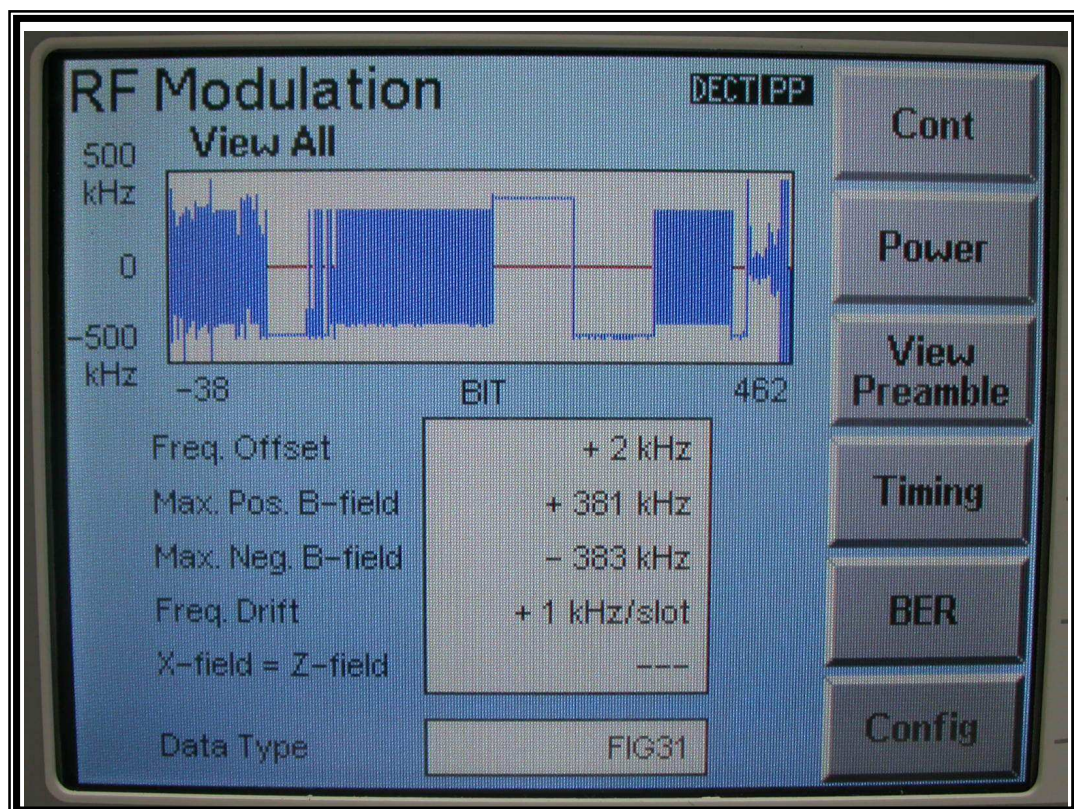 RF Modulation
DECT PP
View All
500
kHz
0
-500
kHz
-38
BIT
462
Freq. Offset
+ 2 kHz
Max. Pos. B-field
+ 381 kHz
Max. Neg. B-field
- 383 kHz
Freq. Drift
+ 1 kHz/slot
X-field = Z-field
---
Data Type
FIG31
Cont
Power
View
Preamble
Timing
BER
Config